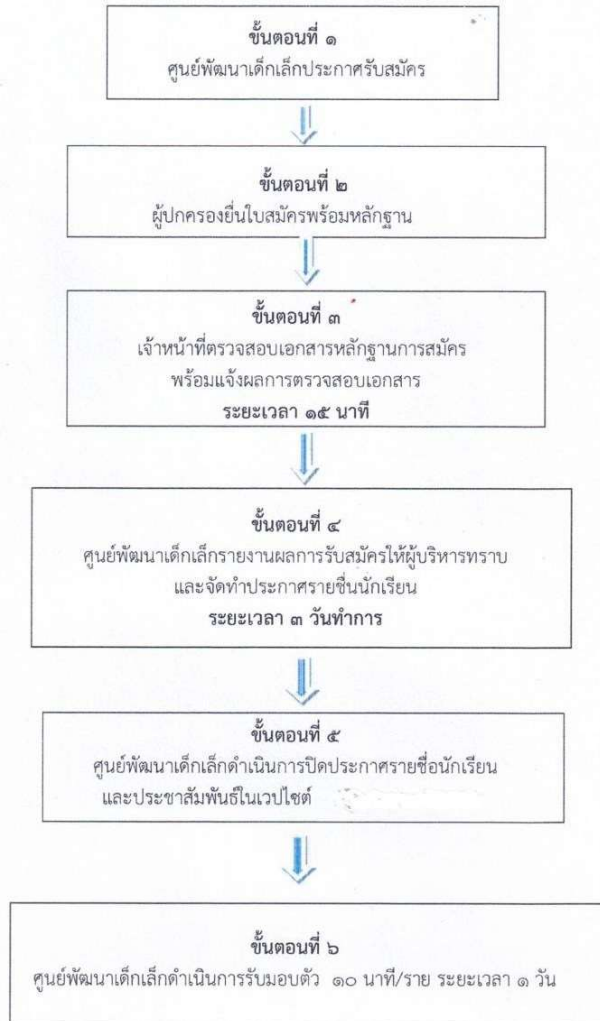 ขั้นตอนที่ ๑
ศูนย์พัฒนาเด็กเล็กประกาศรับสมัคร
ขั้นตอนที่ ๒
ผู้ปกครองยื่นใบสมัครพร้อมหลักฐาน
ขั้นตอนที่ ๓
เจ้าหน้าที่ตรวจสอบเอกสารหลักฐานการสมัคร
พร้อมแจ้งผลการตรวจสอบเอกสาร
ระยะเวลา ๑๕ นาที
ขั้นตอนที่ ๔
ศูนย์พัฒนาเด็กเล็กรายงานผลการรับสมัครให้ผู้บริหารทราบ
และจัดทำประกาศรายชื่นนักเรียน
ระยะเวลา ๓ วันทำการ
ขั้นตอนที่ ๕
ศูนย์พัฒนาเด็กเล็กดำเนินการปิดประกาศรายชื่อนักเรียน
และประชาสัมพันธ์ในเวปไซต์
ขั้นตอนที่ ๖
ศูนย์พัฒนาเด็กเล็กดำเนินการรับมอบตัว ๑๐ นาที/ราย ระยะเวลา ๑ วัน